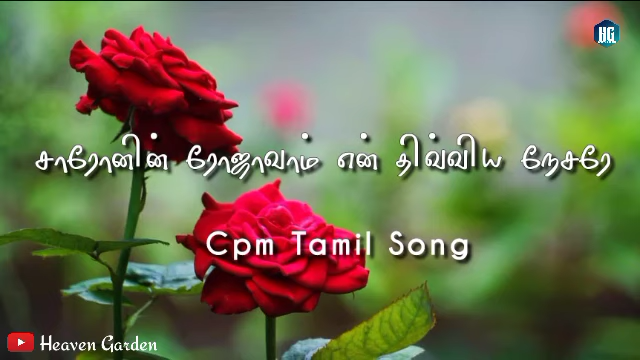 HG
சாரோனின் ரோஜாவாம் என் திவ்விய நேசரே
Cpm Tamil Song
Heaven Garden